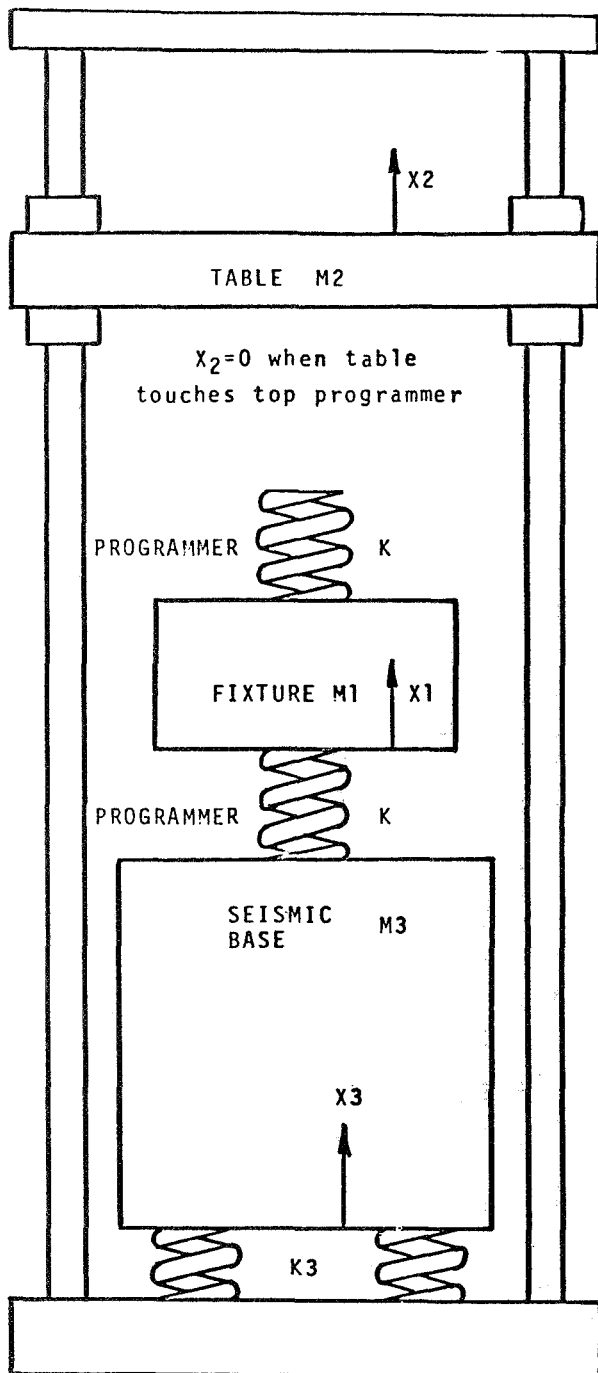 X2
TABLE M2
X2=0 when table
touches top programmer
PROGRAMMER K
FIXTURE M1 X1
PROGRAMMER K
SEISMIC M3
BASE
X3
K3